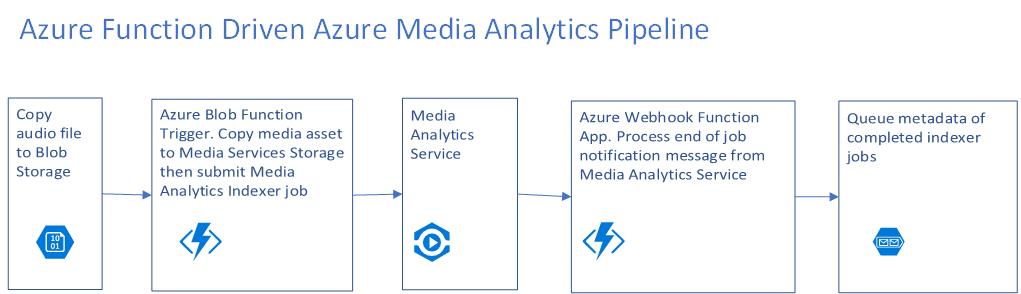 Azure Function Driven Azure Media Analytics Pipeline
Copy
audio file
to Blob
Storage
10
01
Azure Blob Function
Trigger. Copy media asset
to Media Services Storage
then submit Media
Analytics Indexer job
Media
Analytics
Service
Azure Webhook Function
App. Process end of job
notification message from
Media Analytics Service
Queue metadata of
completed indexer
jobs